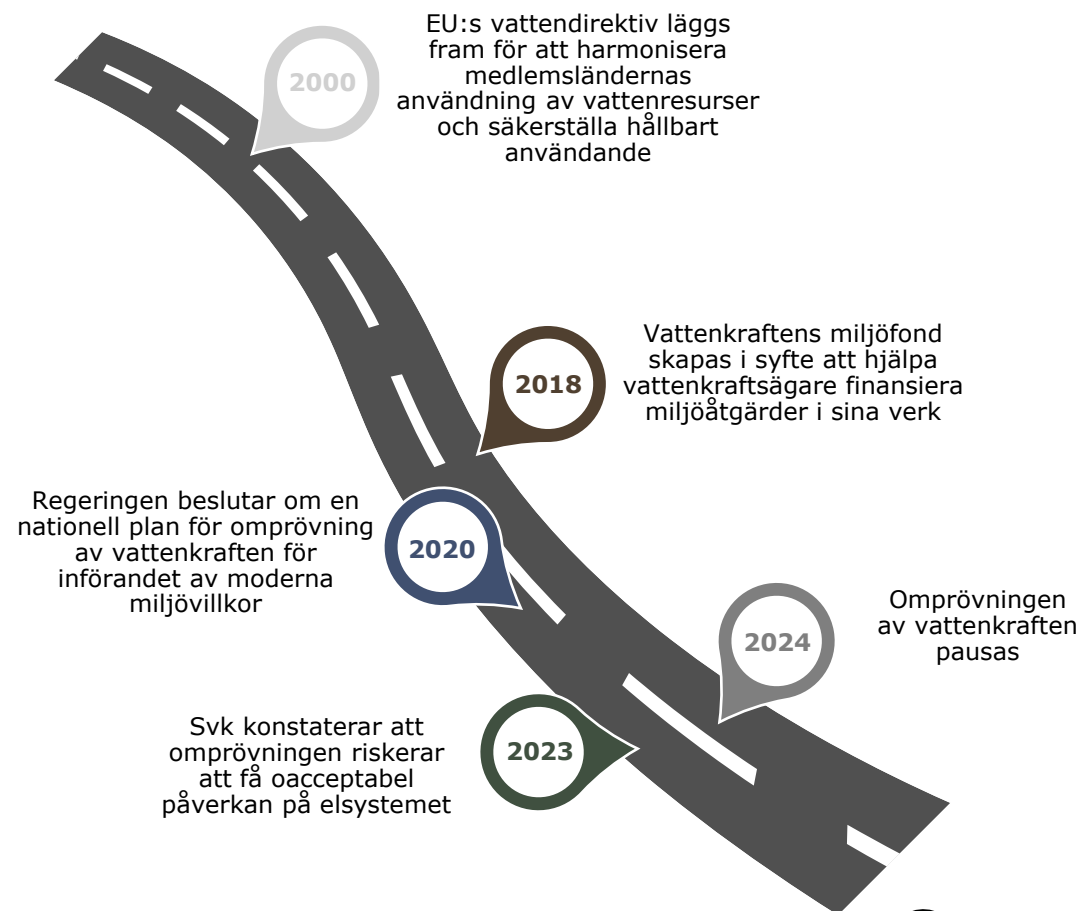 2000
EU:s vattendirektiv läggs
fram för att harmonisera
medlemsländernas
användning av vattenresurser
och säkerställa hållbart
användande
2018
Vattenkraftens miljöfond
skapas i syfte att hjälpa
vattenkraftsägare finansiera
miljöåtgärder i sina verk
Regeringen beslutar om en
nationell plan för omprövning
av vattenkraften för
införandet av moderna
miljövillkor
2020
2024
Omprövningen
av vattenkraften
pausas
Svk konstaterar att
omprövningen riskerar
att få oacceptabel
påverkan på elsystemet
2023